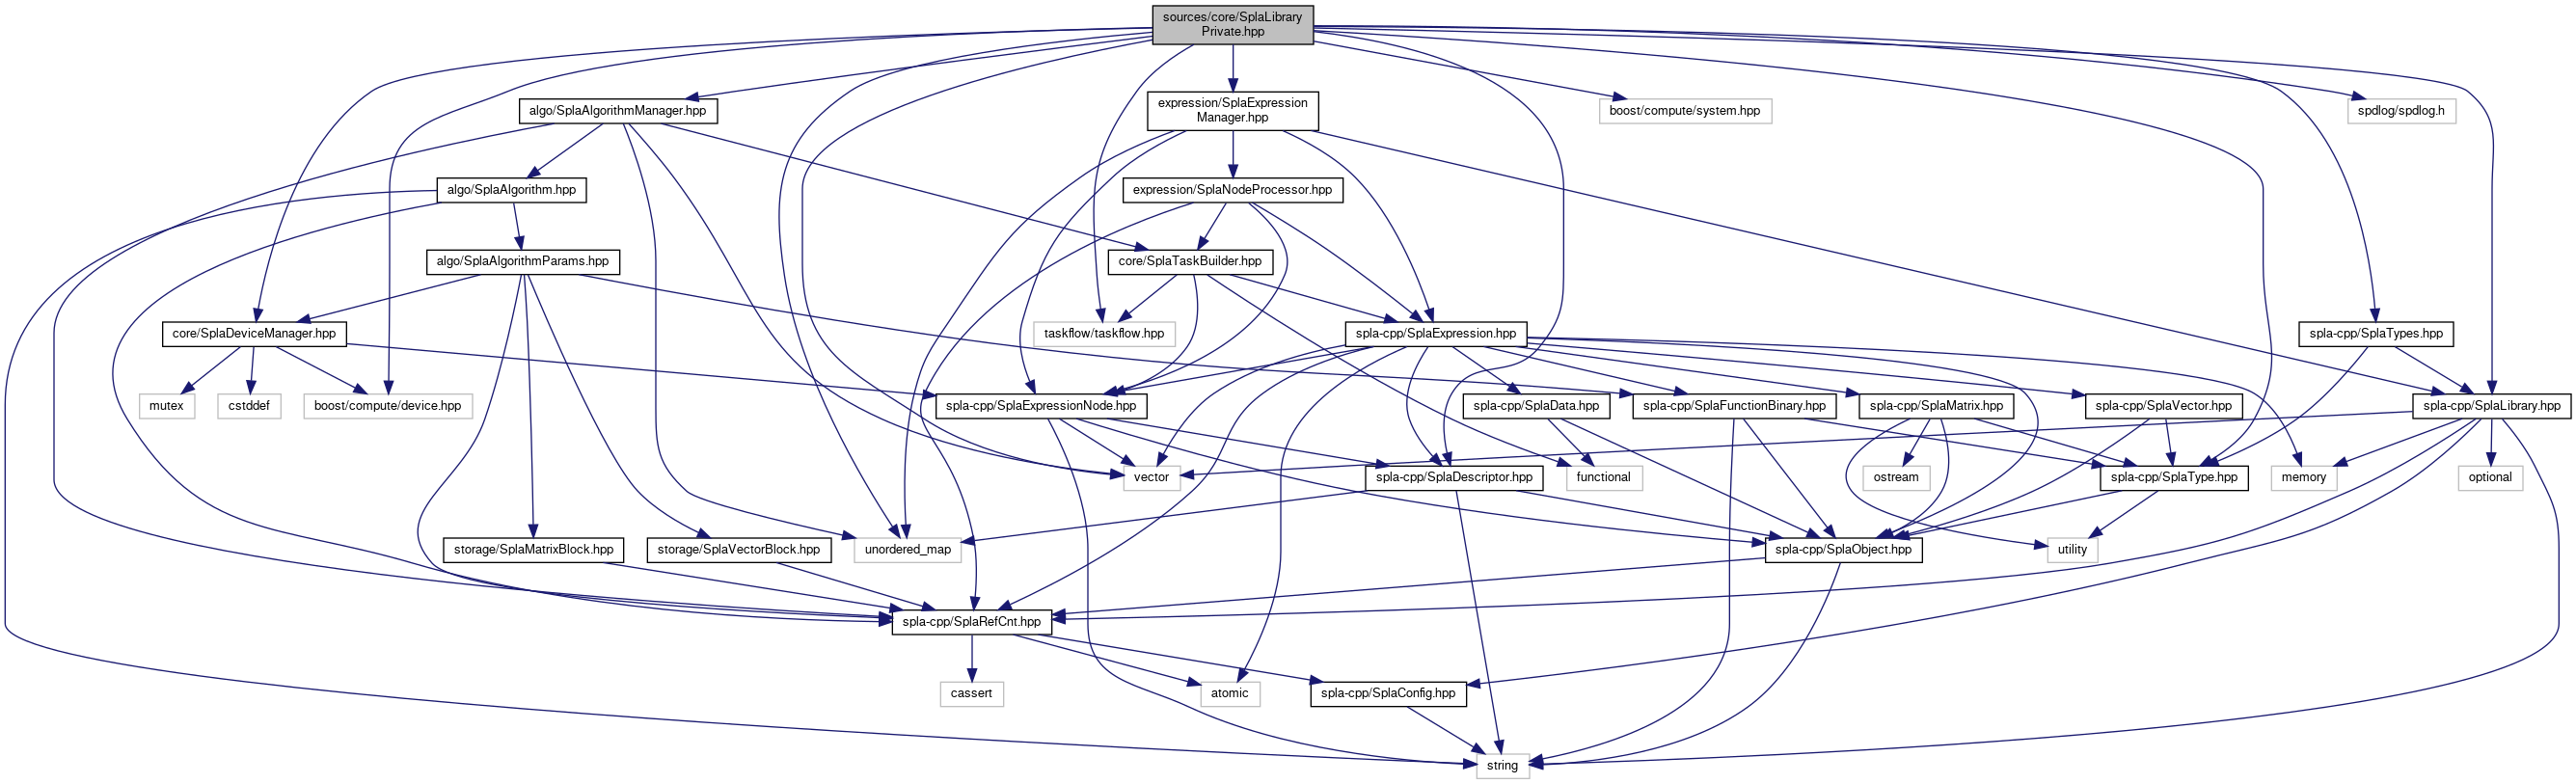 sources/core/SplaLibrary
Private.hpp
algo/SplaAlgorithmManager.hpp
expression/SplaExpression
Manager.hpp
boost/compute/system.hpp
spdlog/spdlog.h
algo/SplaAlgorithm.hpp
expression/SplaNodeProcessor.hpp
algo/SplaAlgorithmParams.hpp
core/SplaTaskBuilder.hpp
core/SplaDeviceManager.hpp
taskflow/taskflow.hpp
spla-cpp/SplaExpression.hpp
spla-cpp/SplaTypes.hpp
mutex
cstddef
boost/compute/device.hpp
spla-cpp/SplaExpressionNode.hpp
spla-cpp/SplaData.hpp
spla-cpp/SplaFunctionBinary.hpp
spla-cpp/SplaMatrix.hpp
spla-cpp/SplaVector.hpp
spla-cpp/SplaLibrary.hpp
vector
spla-cpp/SplaDescriptor.hpp
functional
ostream
spla-cpp/SplaType.hpp
memory
optional
storage/SplaMatrixBlock.hpp
storage/SplaVectorBlock.hpp
unordered_map
spla-cpp/SplaObject.hpp
utility
spla-cpp/SplaRefCnt.hpp
cassert
atomic
spla-cpp/SplaConfig.hpp
string